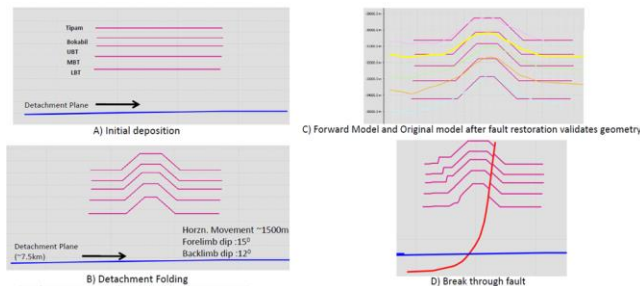 Tipam
Bokabil
UBT
MBT
LBT
Detachment Plane
A) Initial deposition
C) Forward Model and Original model after fault restoration validates geometry
Horzn. Movement ~1500m
Forelimb dip :15⁰
Backlimb dip :12⁰
Detachment Plane
(~7.5km)
B) Detachment Folding
D) Break through fault